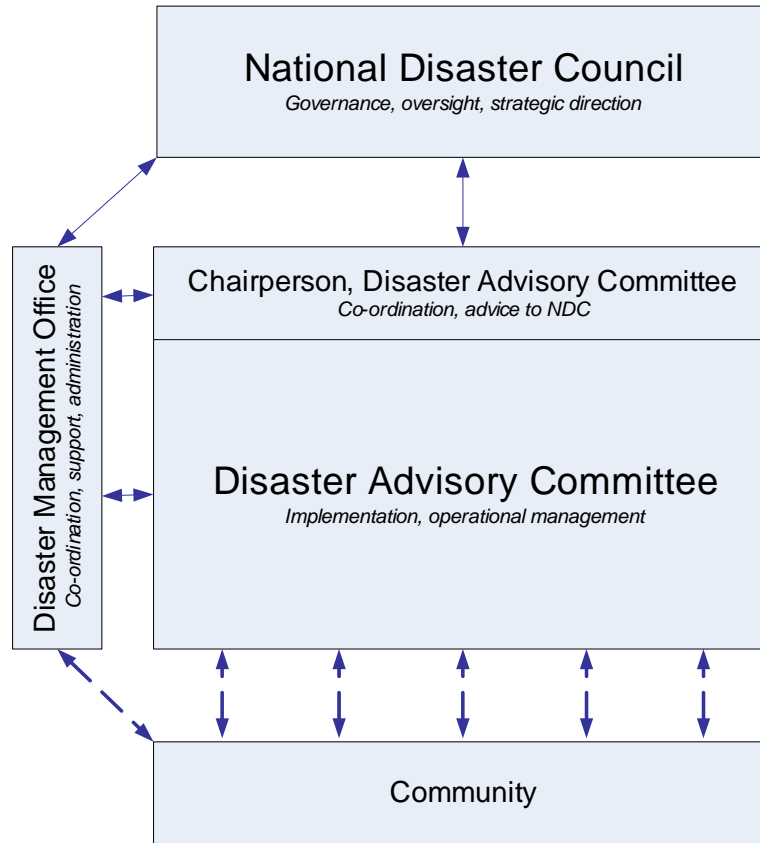 National Disaster Council
Governance, oversight, strategic direction
Disaster Management Office
Co-ordination, support, administration
Chairperson, Disaster Advisory Committee
Co-ordination, advice to NDC
Disaster Advisory Committee
Implementation, operational management
Community